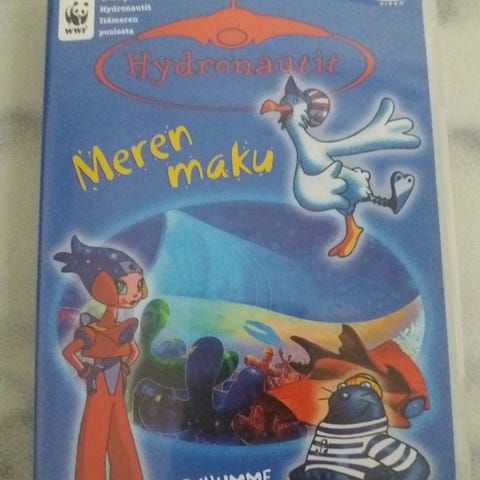 Hydronautit
Itämeren
puolesta
WWF
Hydronautit
Meren
maku